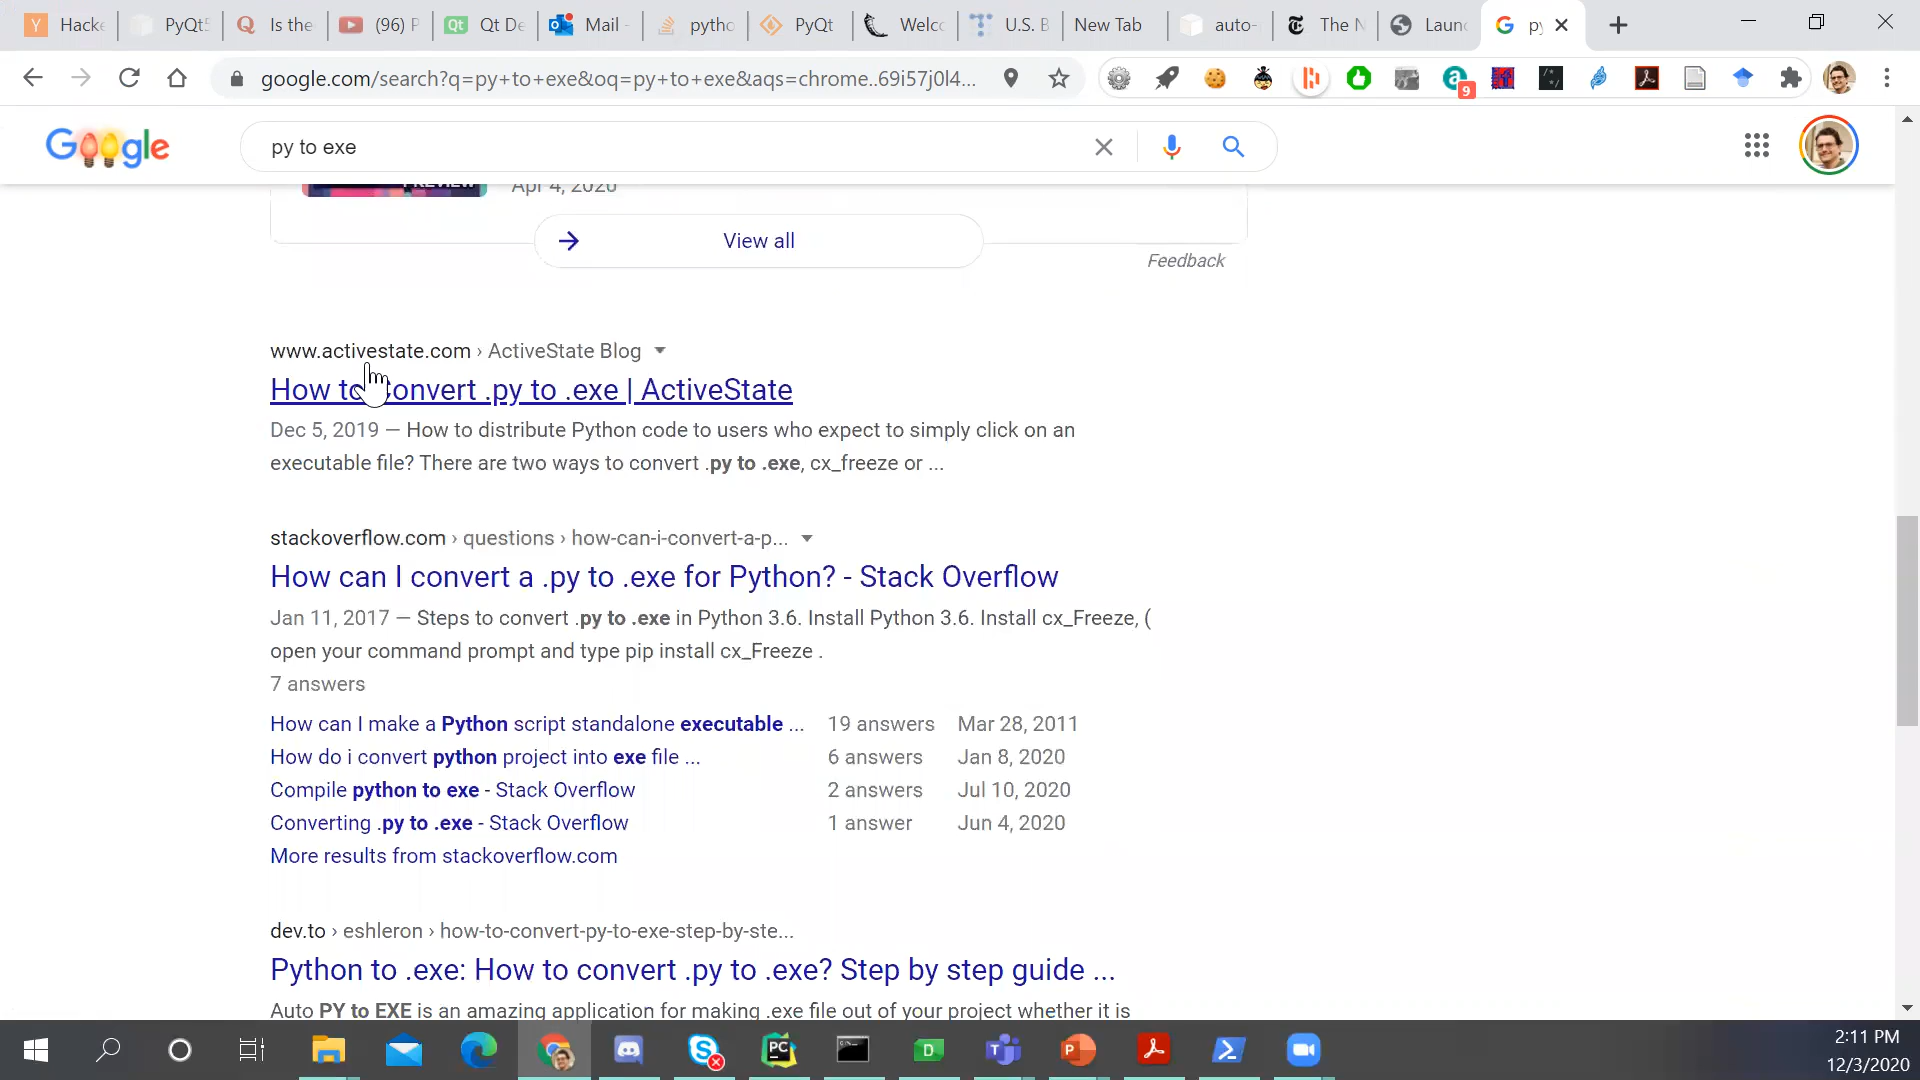 Hacke
PyQt5
Is the
(96) P
Qt De
Mail -
pytho
PyQt
Welco
U.S. B
New Tab
auto-
The N
Launc
py
google.com/search?q=py+to+exe&oq=py+to+exe&aqs=chrome..69i57j0l4...
9
Google
py to exe
PREVIEW
Apr 4, 2020
View all
Feedback
www.activestate.com › ActiveState Blog
How to Convert .py to .exe | ActiveState
Dec 5, 2019 — How to distribute Python code to users who expect to simply click on an
executable file? There are two ways to convert .py to .exe, cx_freeze or ...
stackoverflow.com › questions › how-can-i-convert-a-p...
How can I convert a .py to .exe for Python? - Stack Overflow
Jan 11, 2017 — Steps to convert .py to .exe in Python 3.6. Install Python 3.6. Install cx_Freeze, (
open your command prompt and type pip install cx_Freeze .
7 answers
How can I make a Python script standalone executable ... 19 answers Mar 28, 2011
How do i convert python project into exe file ... 6 answers Jan 8, 2020
Compile python to exe - Stack Overflow 2 answers Jul 10, 2020
Converting .py to .exe - Stack Overflow 1 answer Jun 4, 2020
More results from stackoverflow.com
dev.to › eshleron › how-to-convert-py-to-exe-step-by-ste...
Python to .exe: How to convert .py to .exe? Step by step guide ...
Auto PY to EXE is an amazing application for making .exe file out of your project whether it is
2:11 PM
12/3/2020